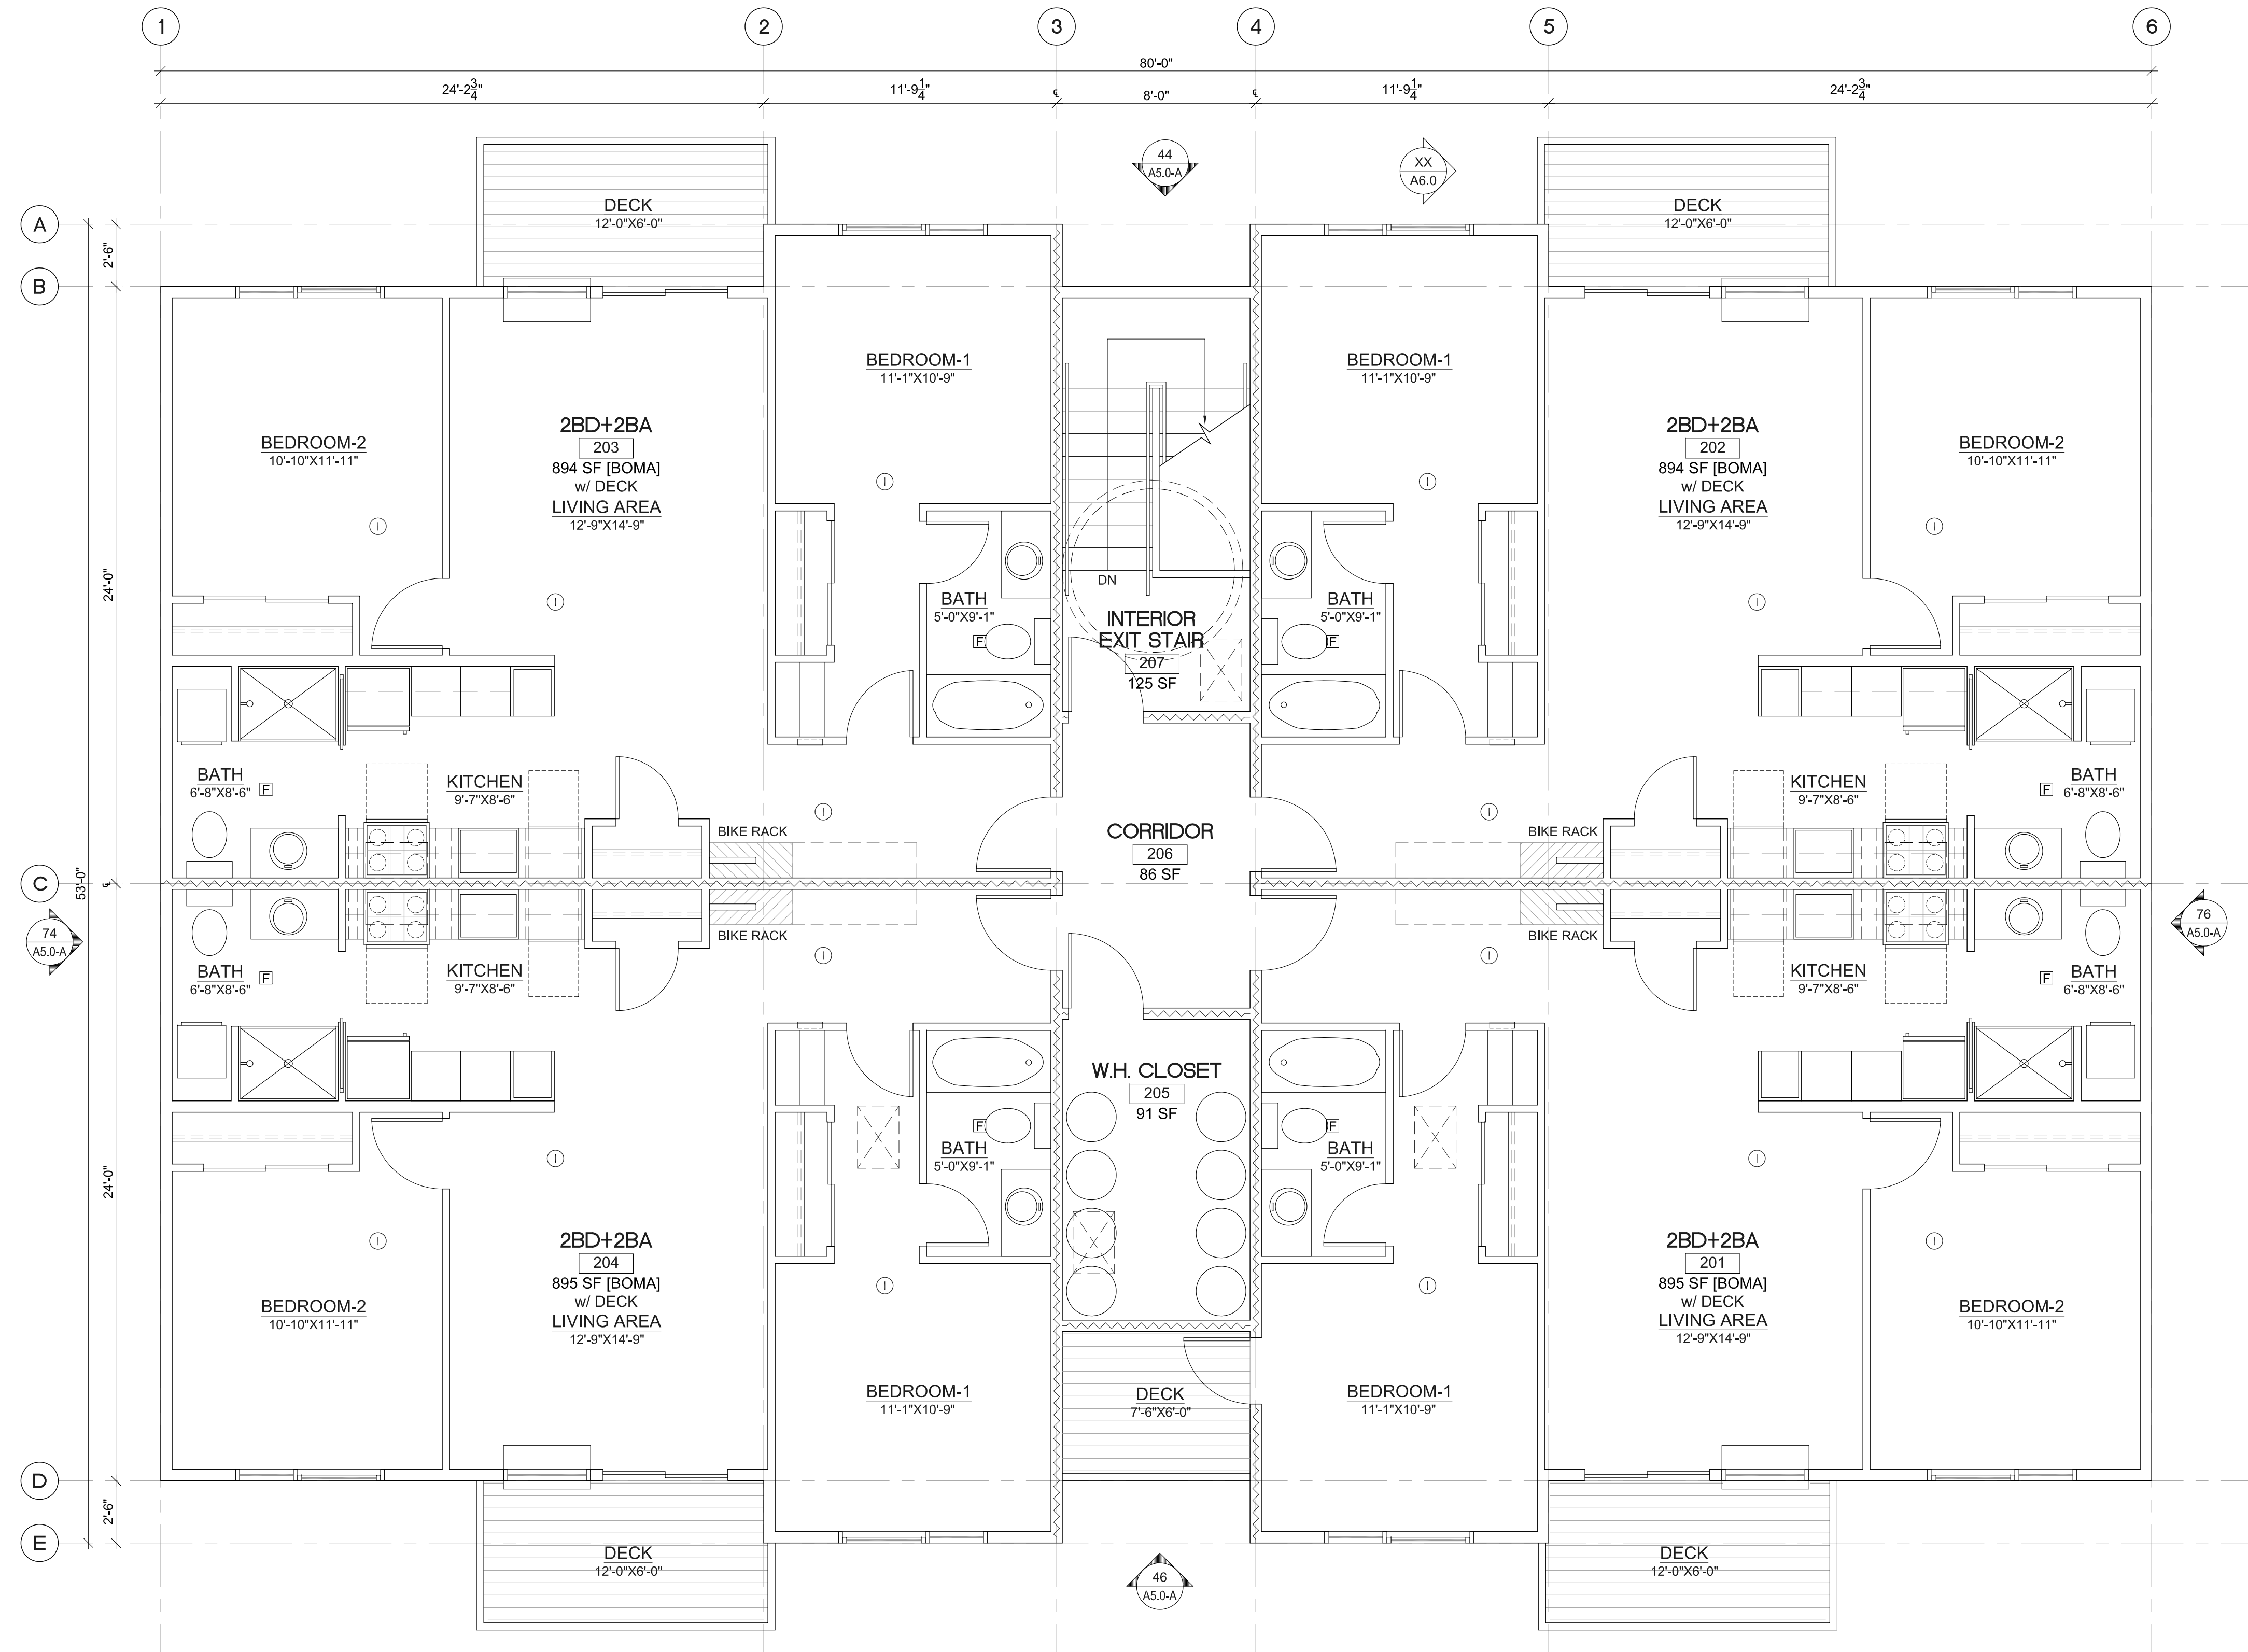 1 2 3 4 5 6
80'-0"
24'-2 3/4" 11'-9 1/4" ℄ 8'-0" ℄ 11'-9 1/4" 24'-2 3/4"
44
A5.0-A
XX
A6.0
DECK
12'-0"X6'-0"
DECK
12'-0"X6'-0"
A
2'-6"
B
BEDROOM-1
11'-1"X10'-9"
BEDROOM-1
11'-1"X10'-9"
BEDROOM-2
10'-10"X11'-11"
2BD+2BA
203
894 SF [BOMA]
w/ DECK
LIVING AREA
12'-9"X14'-9"
2BD+2BA
202
894 SF [BOMA]
w/ DECK
LIVING AREA
12'-9"X14'-9"
BEDROOM-2
10'-10"X11'-11"
24'-0"
DN
BATH
5'-0"X9'-1"
F
INTERIOR
EXIT STAIR
207
125 SF
BATH
5'-0"X9'-1"
F
BATH
6'-8"X8'-6"
F
KITCHEN
9'-7"X8'-6"
KITCHEN
9'-7"X8'-6"
F
BATH
6'-8"X8'-6"
BIKE RACK
CORRIDOR
206
86 SF
BIKE RACK
C
℄
53'-0"
74
A5.0-A
76
A5.0-A
BIKE RACK
BIKE RACK
BATH
6'-8"X8'-6"
F
KITCHEN
9'-7"X8'-6"
KITCHEN
9'-7"X8'-6"
F
BATH
6'-8"X8'-6"
W.H. CLOSET
205
91 SF
F
BATH
5'-0"X9'-1"
F
BATH
5'-0"X9'-1"
24'-0"
2BD+2BA
204
895 SF [BOMA]
w/ DECK
LIVING AREA
12'-9"X14'-9"
2BD+2BA
201
895 SF [BOMA]
w/ DECK
LIVING AREA
12'-9"X14'-9"
BEDROOM-2
10'-10"X11'-11"
BEDROOM-2
10'-10"X11'-11"
BEDROOM-1
11'-1"X10'-9"
DECK
7'-6"X6'-0"
BEDROOM-1
11'-1"X10'-9"
D
2'-6"
E
DECK
12'-0"X6'-0"
DECK
12'-0"X6'-0"
46
A5.0-A